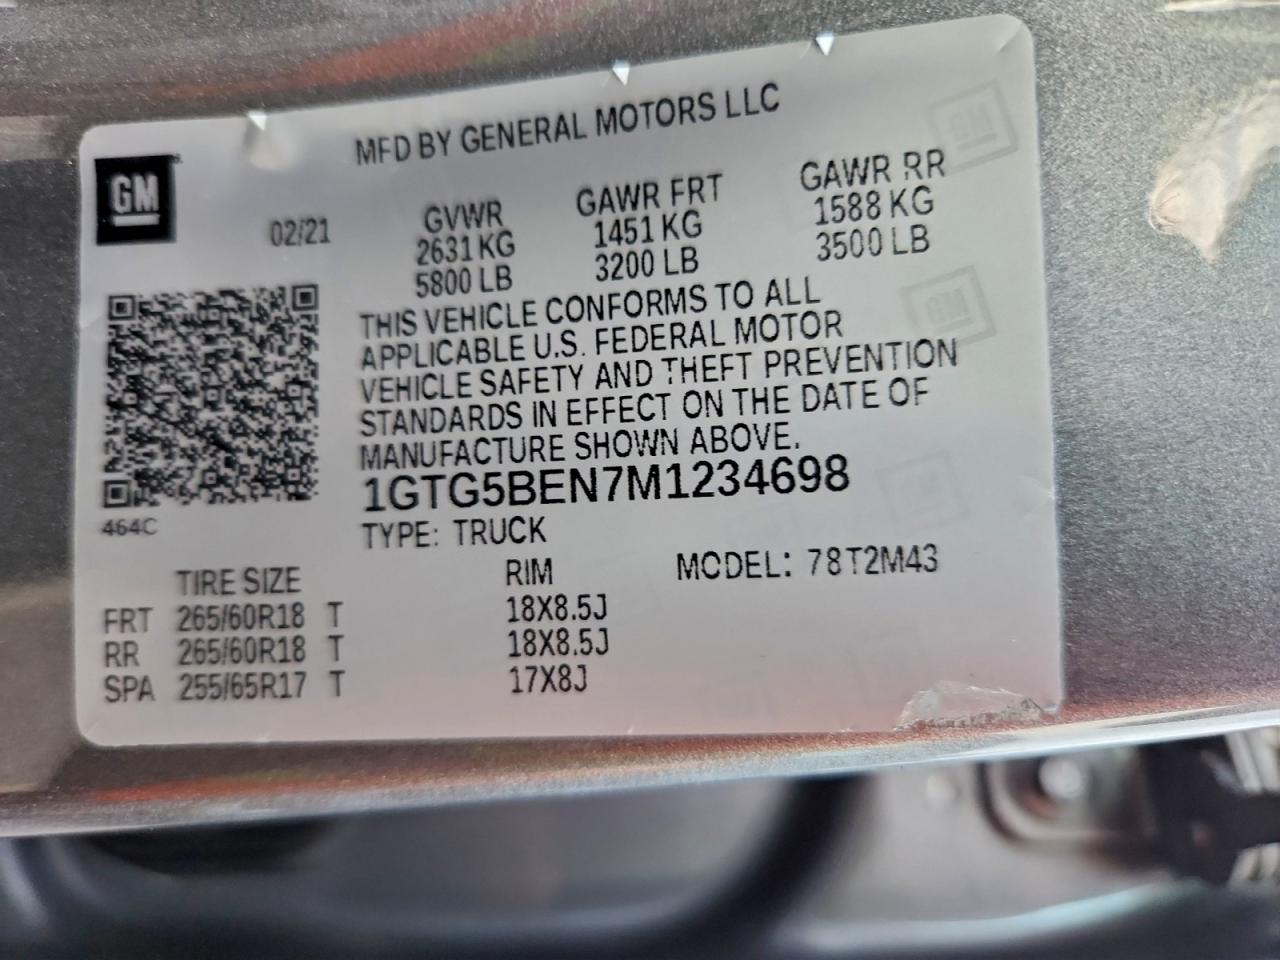 MFD BY GENERAL MOTORS LLC
GM
02/21
GVWR GAWR FRT GAWR RR
2631 KG 1451 KG 1588 KG
5800 LB 3200 LB 3500 LB
THIS VEHICLE CONFORMS TO ALL
APPLICABLE U.S. FEDERAL MOTOR
VEHICLE SAFETY AND THEFT PREVENTION
STANDARDS IN EFFECT ON THE DATE OF
MANUFACTURE SHOWN ABOVE.
1GTG5BEN7M1234698
464C
TYPE: TRUCK
TIRE SIZE RIM MODEL: 78T2M43
FRT 265/60R18 T 18X8.5J
RR 265/60R18 T 18X8.5J
SPA 255/65R17 T 17X8J
GM
GM